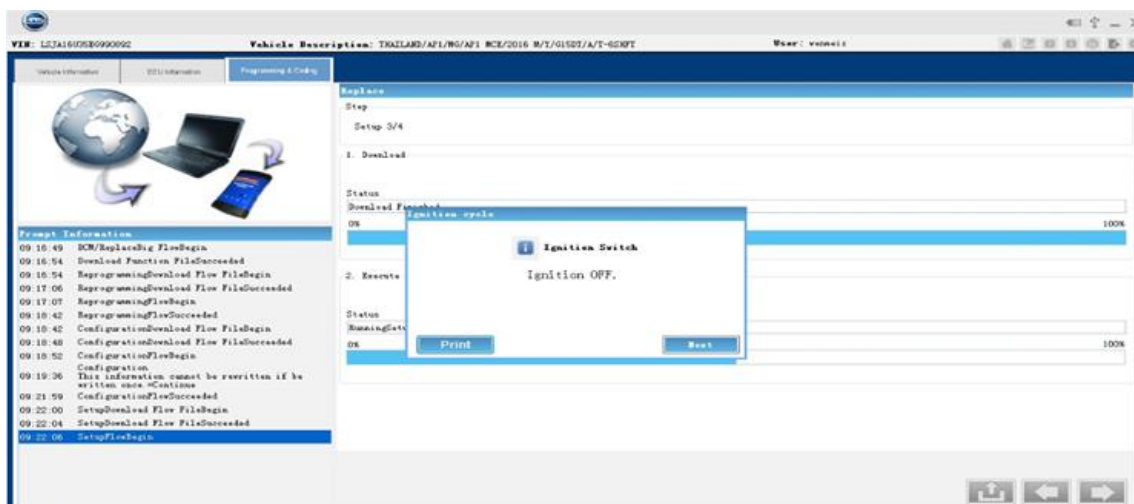 VIN:
Vehicle Description: THAILAND/AP1/MG/AP1 MCE/2016 M/Y/G15DT/A/T-6SXFT
User:
Vehicle Information
ECU Information
Programming & Coding
Replace
Step
Setup 3/4
1. Download
Status
Download Finished
0%
100%
Ignition cycle
Ignition Switch
Ignition OFF.
Print
Next
2. Execute
Status
0%
100%
Prompt Information
09:16:49
09:16:54 Download Function FileSucceeded
09:16:54 ReprogrammingDownload Flow FileBegin
09:17:06 ReprogrammingDownload Flow FileSucceeded
09:17:07 ReprogrammingFlowBegin
09:18:42 ReprogrammingFlowSucceeded
09:18:42 ConfigurationDownload Flow FileBegin
09:18:48 ConfigurationDownload Flow FileSucceeded
09:18:52 ConfigurationFlowBegin
Configuration
09:19:36 This information cannot be rewritten if be
written once =Continue
09:21:59 ConfigurationFlowSucceeded
09:22:00 SetupDownload Flow FileBegin
09:22:04 SetupDownload Flow FileSucceeded
09:22:06 SetupFlowBegin